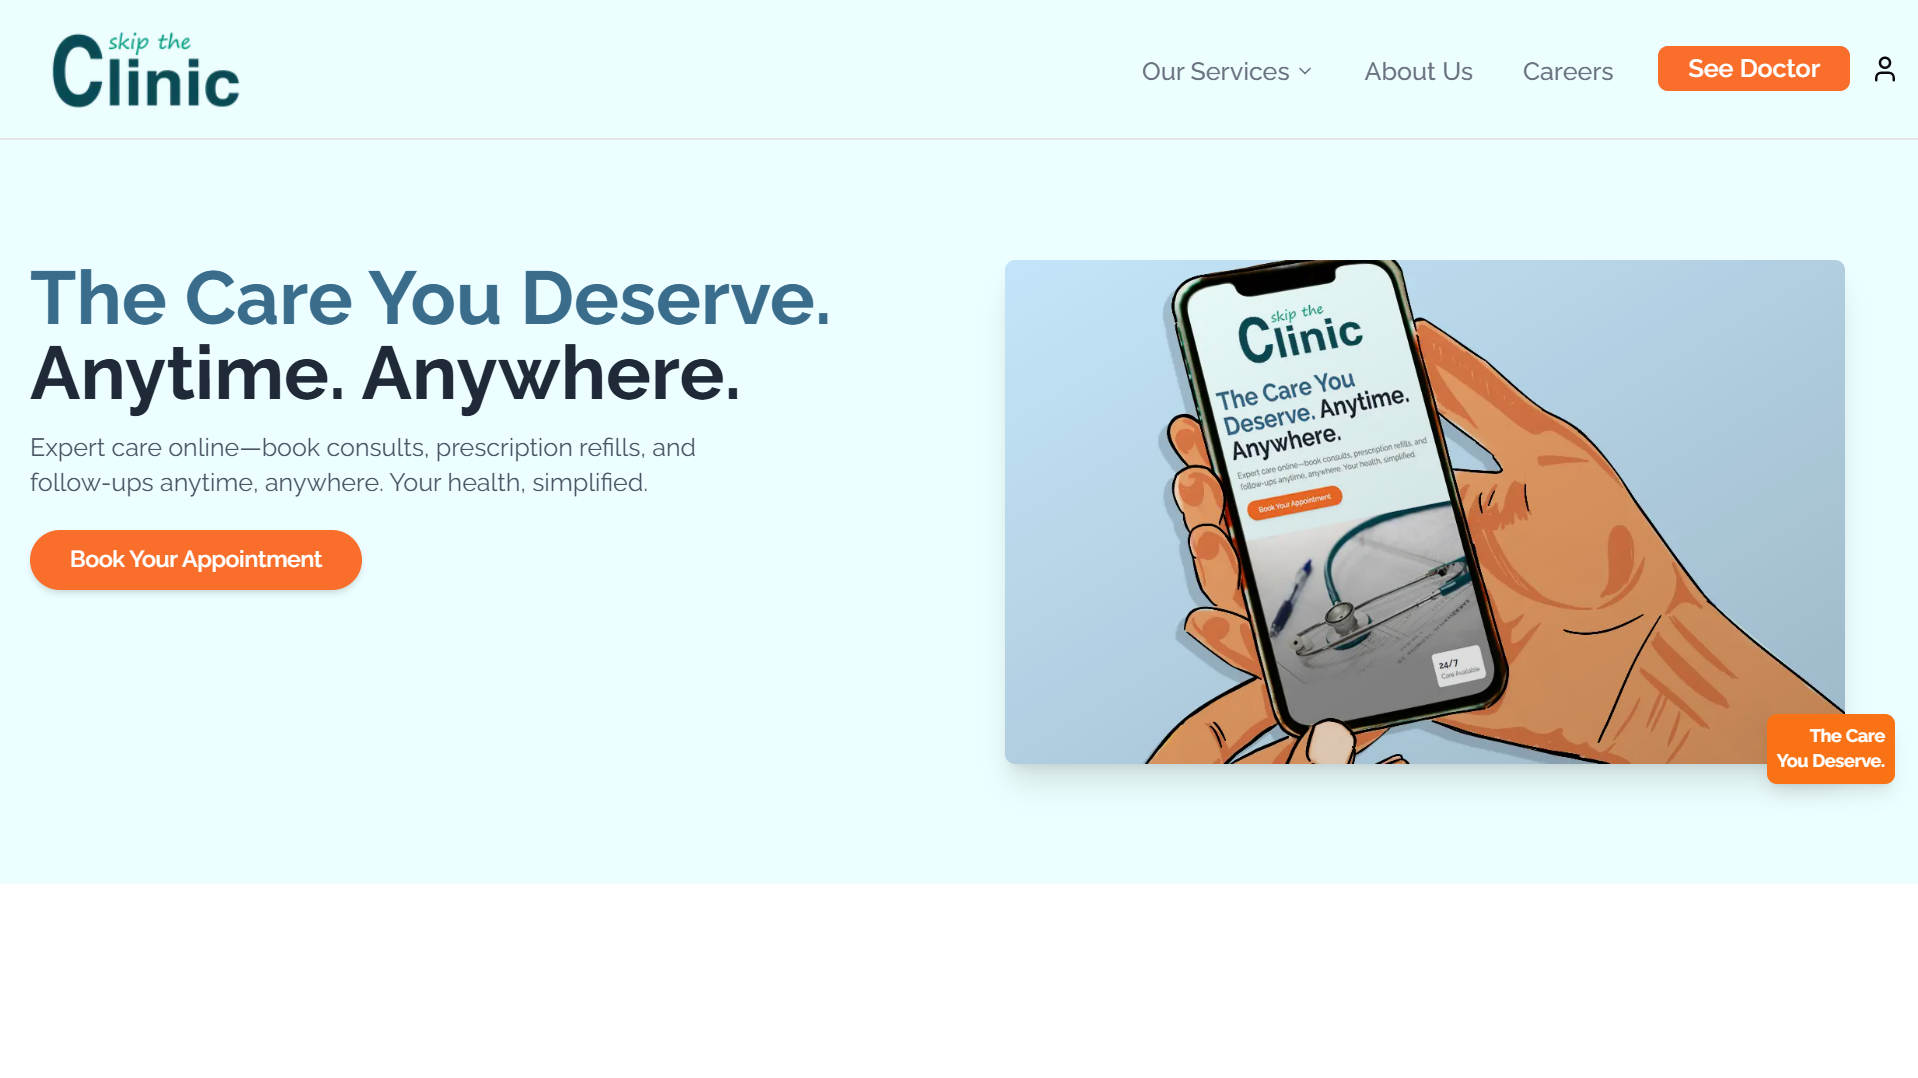 skip the
Clinic
Our Services
About Us
Careers
See Doctor
The Care You Deserve.
Anytime. Anywhere.
Expert care online—book consults, prescription refills, and
follow-ups anytime, anywhere. Your health, simplified.
Book Your Appointment
skip the
Clinic
The Care You
Deserve. Anytime.
Anywhere.
Expert care online—book consults, prescription refills, and
follow-ups anytime, anywhere. Your health, simplified.
Book Your Appointment
24/7
Care Available
The Care
You Deserve.